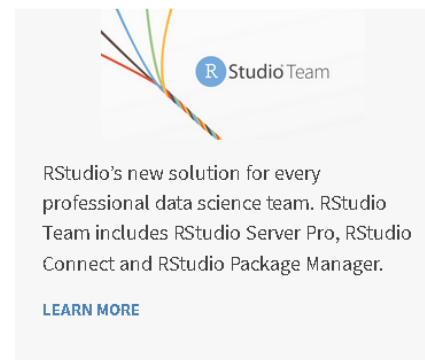 R Studio Team
RStudio's new solution for every
professional data science team. RStudio
Team includes RStudio Server Pro, RStudio
Connect and RStudio Package Manager.
LEARN MORE